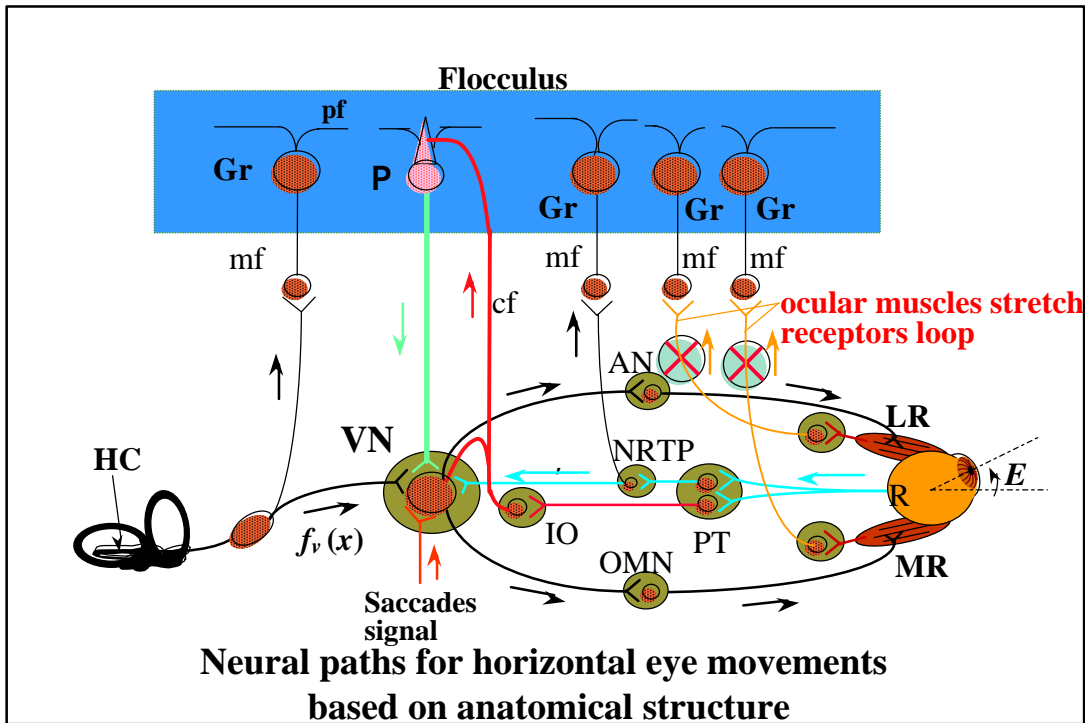 Flocculus
pf
Gr
P
Gr
Gr
Gr
mf
mf
mf
mf
cf
ocular muscles stretch
receptors loop
AN
LR
VN
NRTP
HC
R
E
IO
PT
f_v(x)
OMN
MR
Saccades
signal
Neural paths for horizontal eye movements
based on anatomical structure